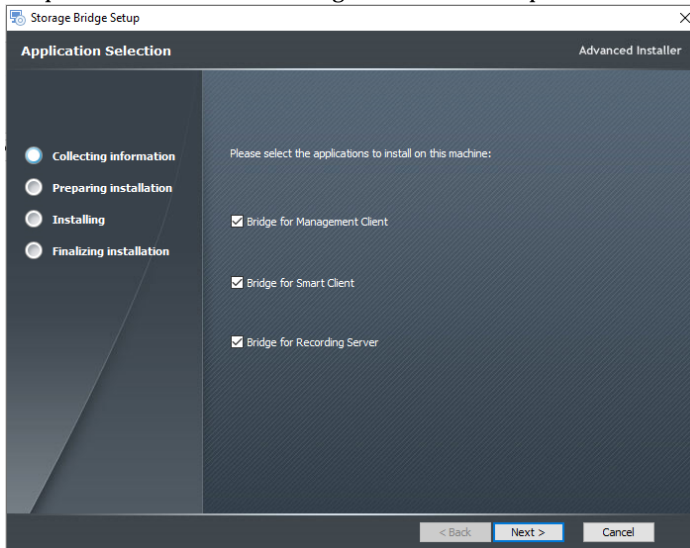 Storage Bridge Setup
Application Selection
Advanced Installer
Collecting information
Preparing installation
Installing
Finalizing installation
Please select the applications to install on this machine:
Bridge for Management Client
Bridge for Smart Client
Bridge for Recording Server
< Back
Next >
Cancel